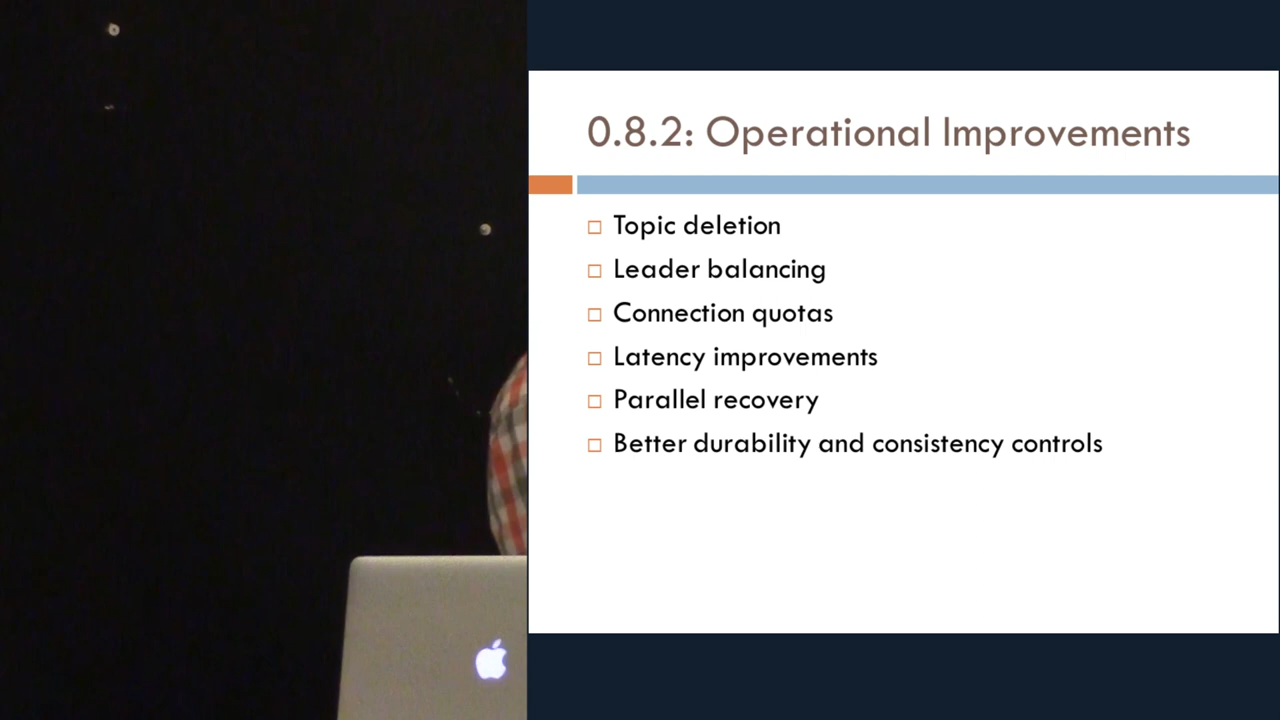 0.8.2: Operational Improvements
Topic deletion
Leader balancing
Connection quotas
Latency improvements
Parallel recovery
Better durability and consistency controls